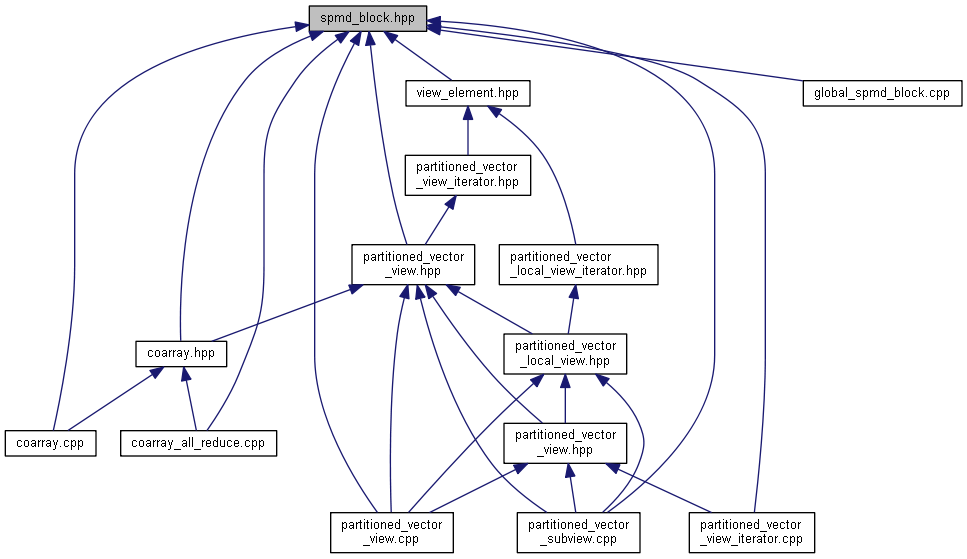 spmd_block.hpp
view_element.hpp
global_spmd_block.cpp
partitioned_vector
_view_iterator.hpp
partitioned_vector
_view.hpp
partitioned_vector
_local_view_iterator.hpp
coarray.hpp
partitioned_vector
_local_view.hpp
coarray.cpp
coarray_all_reduce.cpp
partitioned_vector
_view.hpp
partitioned_vector
_view.cpp
partitioned_vector
_subview.cpp
partitioned_vector
_view_iterator.cpp